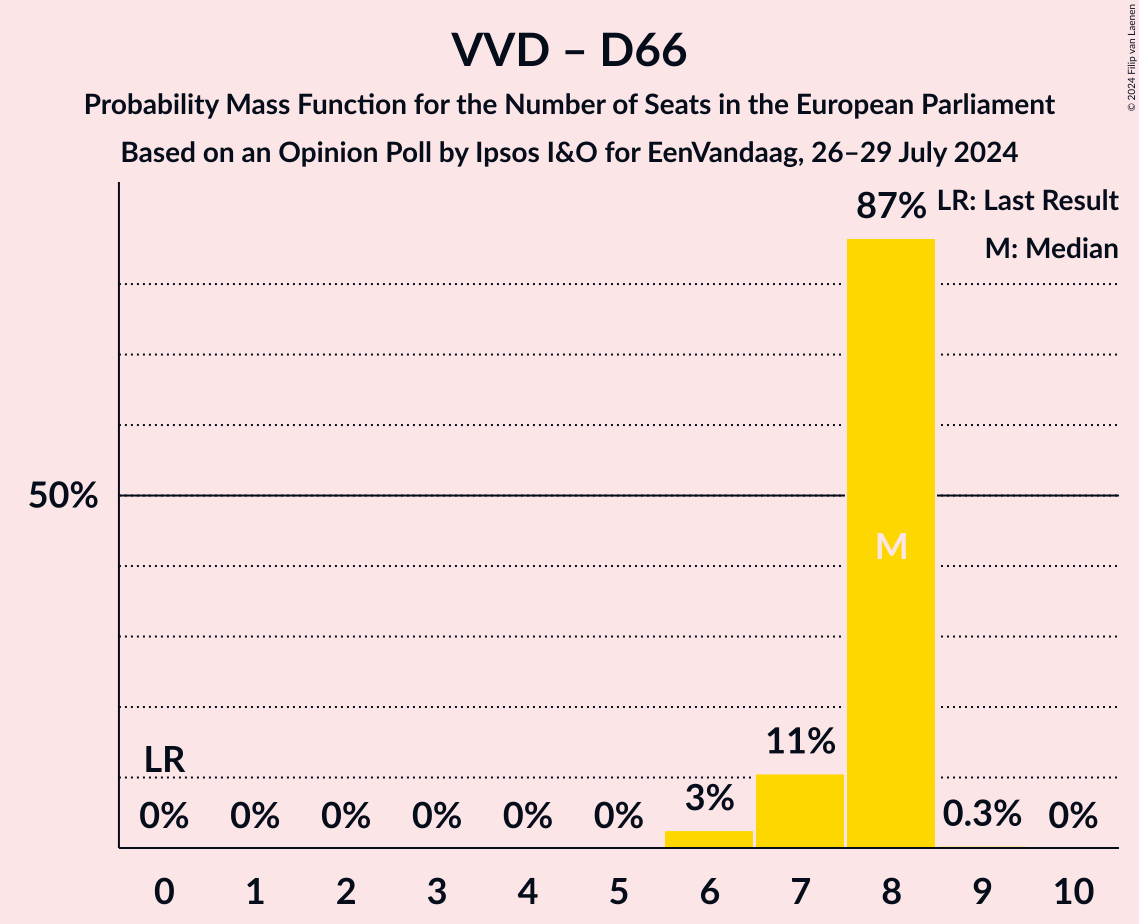 VVD – D66
Probability Mass Function for the Number of Seats in the European Parliament
Based on an Opinion Poll by Ipsos I&O for EenVandaag, 26–29 July 2024
© 2024 Filip van Laenen
LR: Last Result
M: Median
87%
50%
M
LR
11%
3%
0% 0% 0% 0% 0% 0% 0.3% 0%
0 1 2 3 4 5 6 7 8 9 10